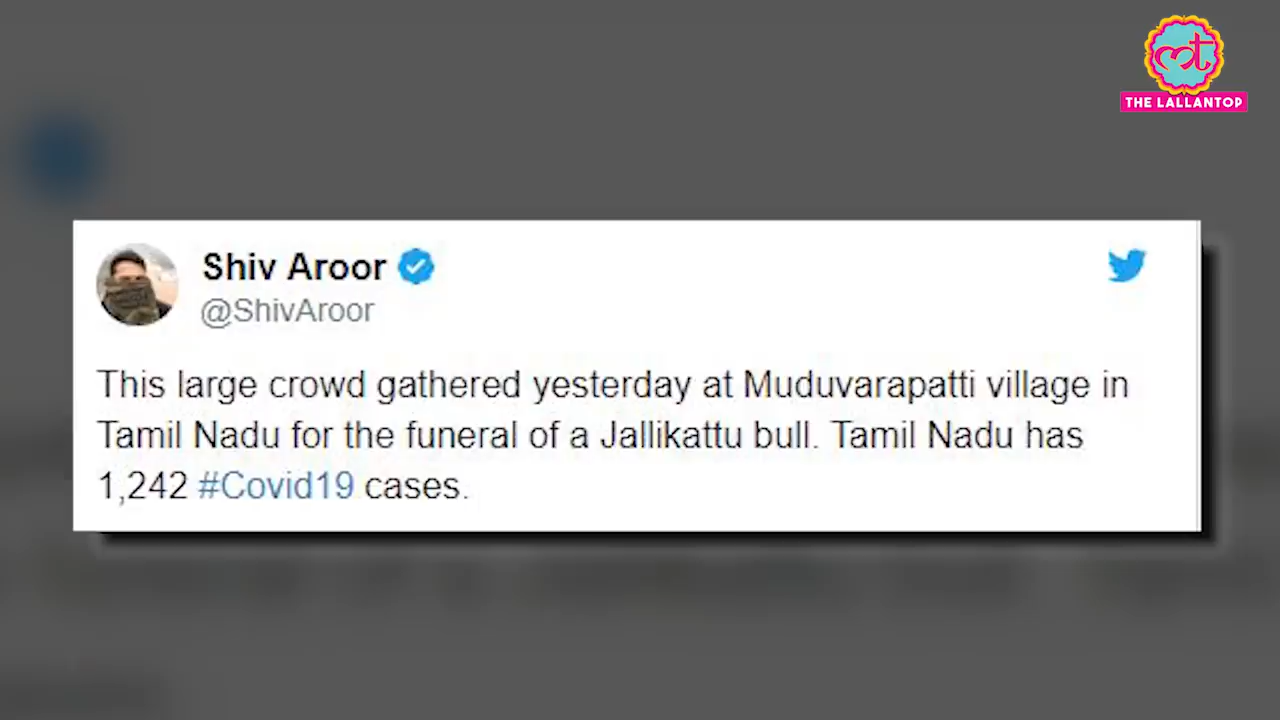 THE LALLANTOP
Shiv Aroor
@ShivAroor
This large crowd gathered yesterday at Muduvarapatti village in
Tamil Nadu for the funeral of a Jallikattu bull. Tamil Nadu has
1,242 #Covid19 cases.